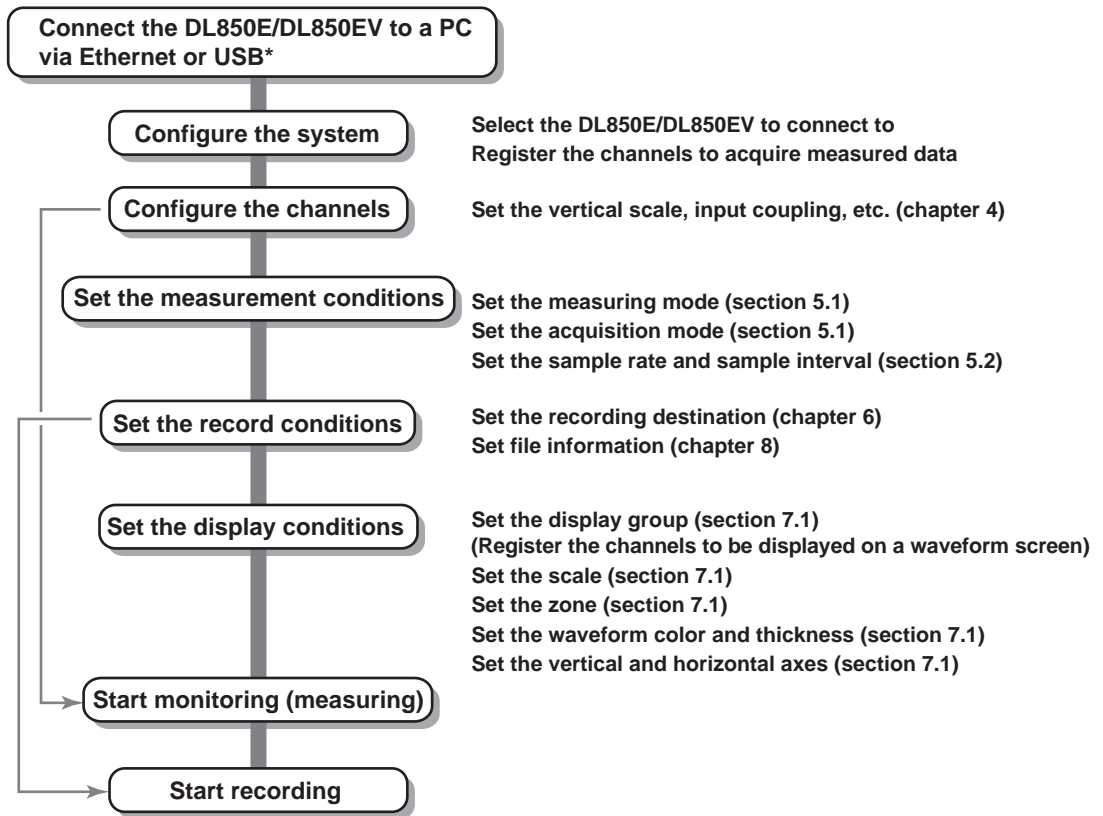 Connect the DL850E/DL850EV to a PC
via Ethernet or USB*
Configure the system
Select the DL850E/DL850EV to connect to
Register the channels to acquire measured data
Configure the channels
Set the vertical scale, input coupling, etc. (chapter 4)
Set the measurement conditions
Set the measuring mode (section 5.1)
Set the acquisition mode (section 5.1)
Set the sample rate and sample interval (section 5.2)
Set the record conditions
Set the recording destination (chapter 6)
Set file information (chapter 8)
Set the display conditions
Set the display group (section 7.1)
(Register the channels to be displayed on a waveform screen)
Set the scale (section 7.1)
Set the zone (section 7.1)
Set the waveform color and thickness (section 7.1)
Set the vertical and horizontal axes (section 7.1)
Start monitoring (measuring)
Start recording